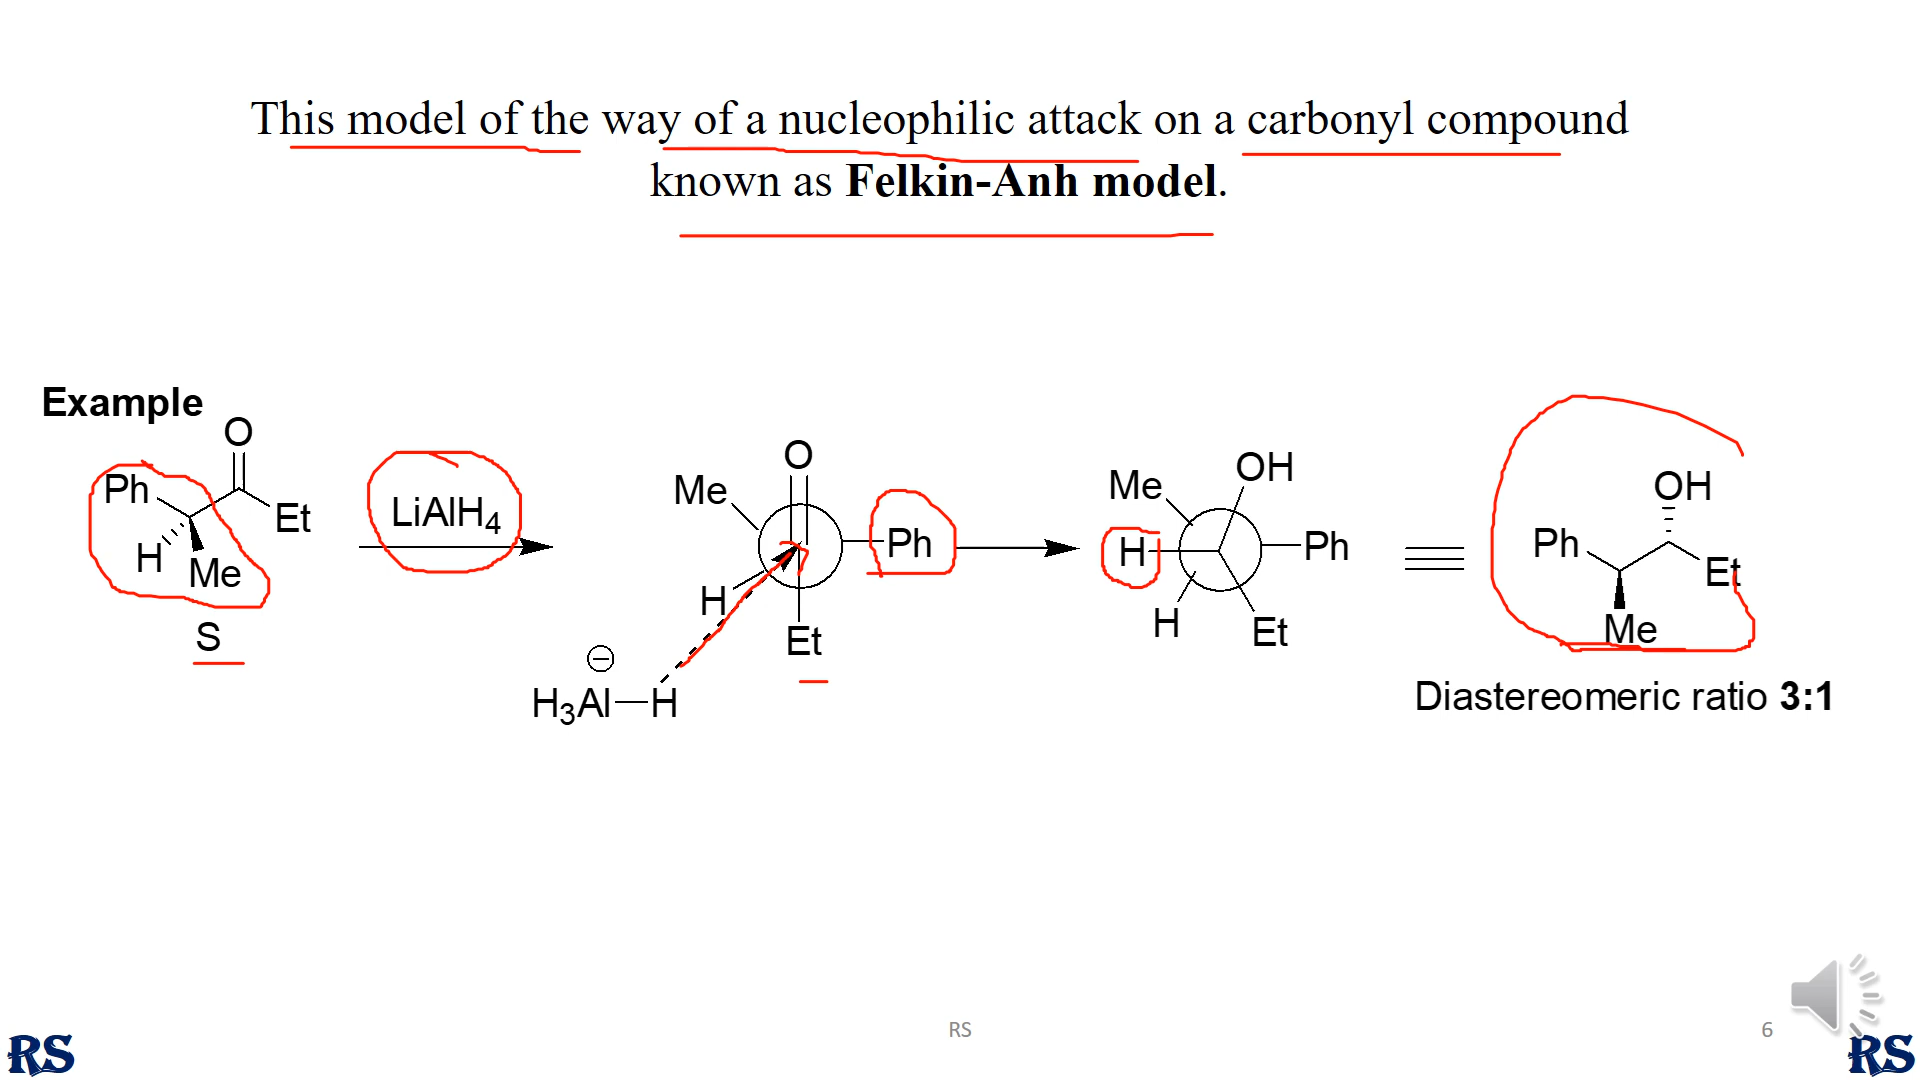 This model of the way of a nucleophilic attack on a carbonyl compound
known as Felkin-Anh model.
Example
O
Ph
Et
H
Me
S
LiAlH4
O
Me
Ph
H
Et
⊖
H3Al—H
OH
Me
H
Ph
H
Et
OH
Ph
Et
Me
Diastereomeric ratio 3:1
RS
RS
6
RS